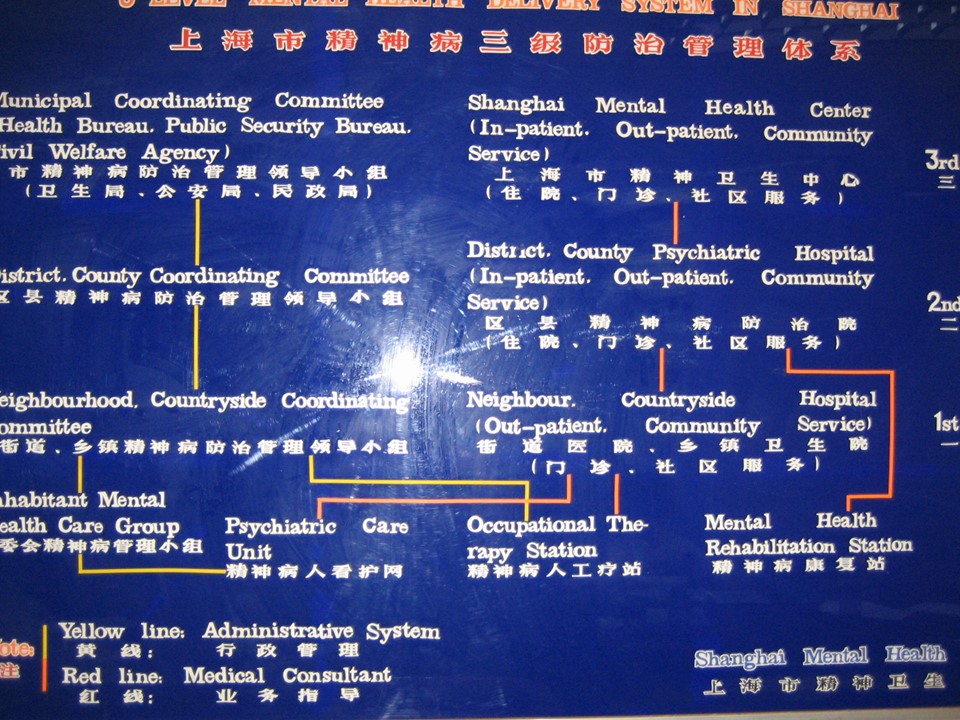 LEVEL MENTAL HEALTH DELIVERY SYSTEM IN SHANGHAI
上海市精神病三级防治管理体系
Municipal Coordinating Committee
Health Bureau. Public Security Bureau.
ivil Welfare Agency)
市精神病防治管理领导小组
(卫生局、公安局、民政局)
Shanghai Mental Health Center
(In-patient. Out-patient. Community
Service)
上海市精神卫生中心
(住院、门诊、社区服务)
3rd
三
istrict. County Coordinating Committee
区县精神病防治管理领导小组
District. County Psychiatric Hospital
(In-patient. Out-patient. Community
Service)
区县精神病防治院
(住院、门诊、社区服务)
2nd
二
eighbourhood. Countryside Coordinating
ommittee
街道、乡镇精神病防治管理领导小组
Neighbour. Countryside Hospital
(Out-patient. Community Service)
街道医院、乡镇卫生院
(门诊、社区服务)
1st
一
nhabitant Mental
ealth Care Group
委会精神病管理小组
Psychiatric Care
Unit
精神病人看护网
Occupational The-
rapy Station
精神病人工疗站
Mental Health
Rehabilitation Station
精神病康复站
ote:
注
Yellow line: Administrative System
黄线: 行政管理
Red line: Medical Consultant
红线: 业务指导
Shanghai Mental Health
上海市精神卫生